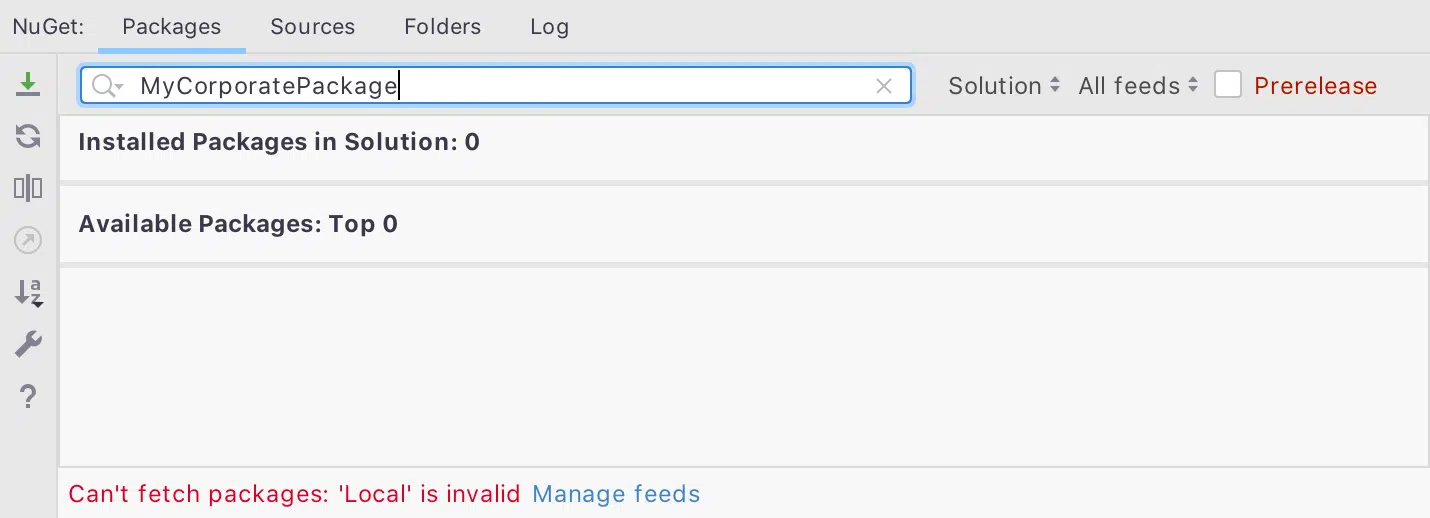 NuGet: Packages Sources Folders Log
MyCorporatePackage Solution All feeds Prerelease
Installed Packages in Solution: 0
Available Packages: Top 0
Can't fetch packages: 'Local' is invalid Manage feeds